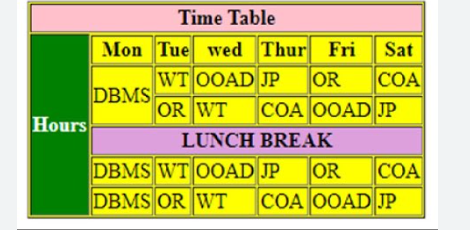 Time Table
Hours Mon Tue wed Thur Fri Sat
DBMS WT OOAD JP OR COA
OR WT COA OOAD JP
LUNCH BREAK
DBMS WT OOAD JP OR COA
DBMS OR WT COA OOAD JP